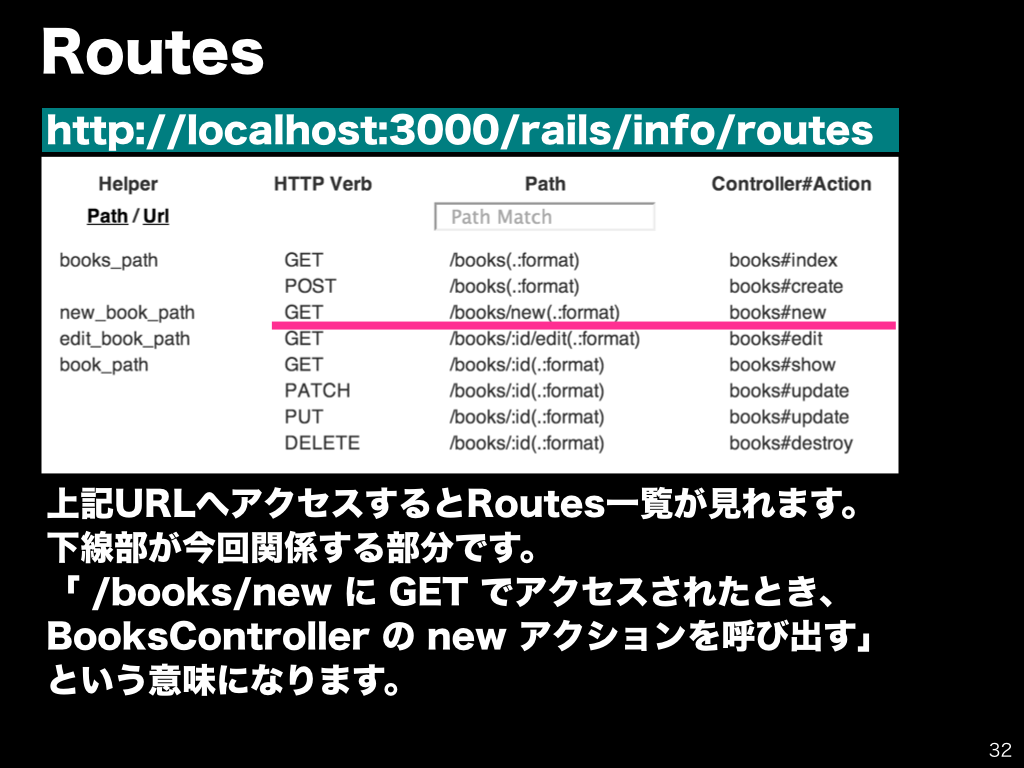 Routes
http://localhost:3000/rails/info/routes
Helper HTTP Verb Path Controller#Action
Path / Url Path Match
books_path GET /books(.:format) books#index
POST /books(.:format) books#create
new_book_path GET /books/new(.:format) books#new
edit_book_path GET /books/:id/edit(.:format) books#edit
book_path GET /books/:id(.:format) books#show
PATCH /books/:id(.:format) books#update
PUT /books/:id(.:format) books#update
DELETE /books/:id(.:format) books#destroy
上記URLへアクセスするとRoutes一覧が見れます。
下線部が今回関係する部分です。
「 /books/new に GET でアクセスされたとき、
BooksController の new アクションを呼び出す」
という意味になります。
32